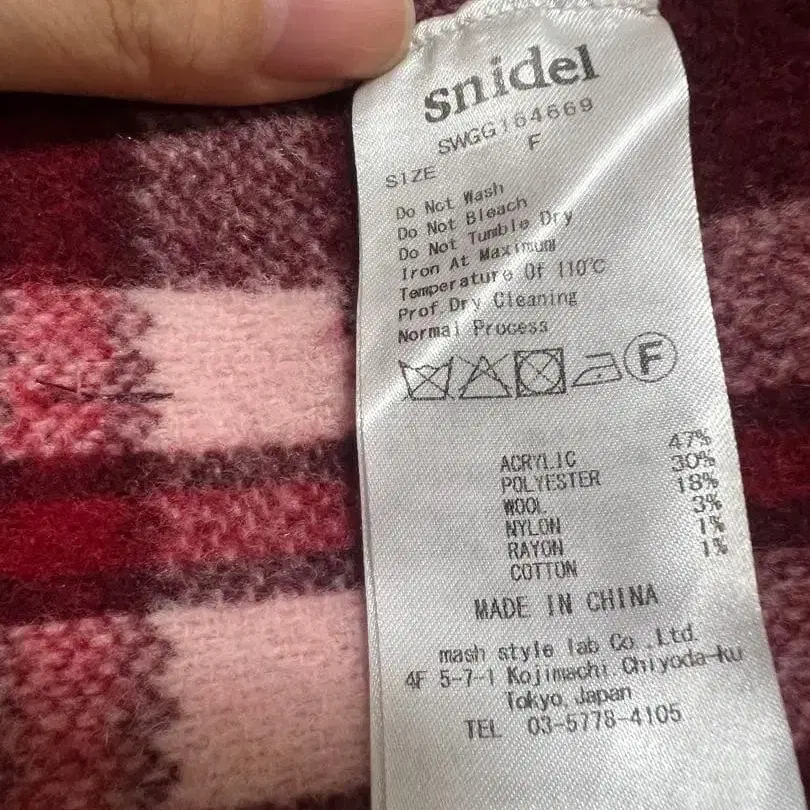 snidel
SWGG164669
SIZE F
Do Not Wash
Do Not Bleach
Do Not Tumble Dry
Iron At Maximum
Temperature Of 110℃
Prof.Dry Cleaning
Normal Process
F
ACRYLIC 47%
POLYESTER 30%
WOOL 18%
NYLON 3%
RAYON 1%
COTTON 1%
MADE IN CHINA
mash style lab Co.,Ltd.
4F 5-7-1 Kojimachi Chiyoda-ku
Tokyo,Japan
TEL 03-5778-4105